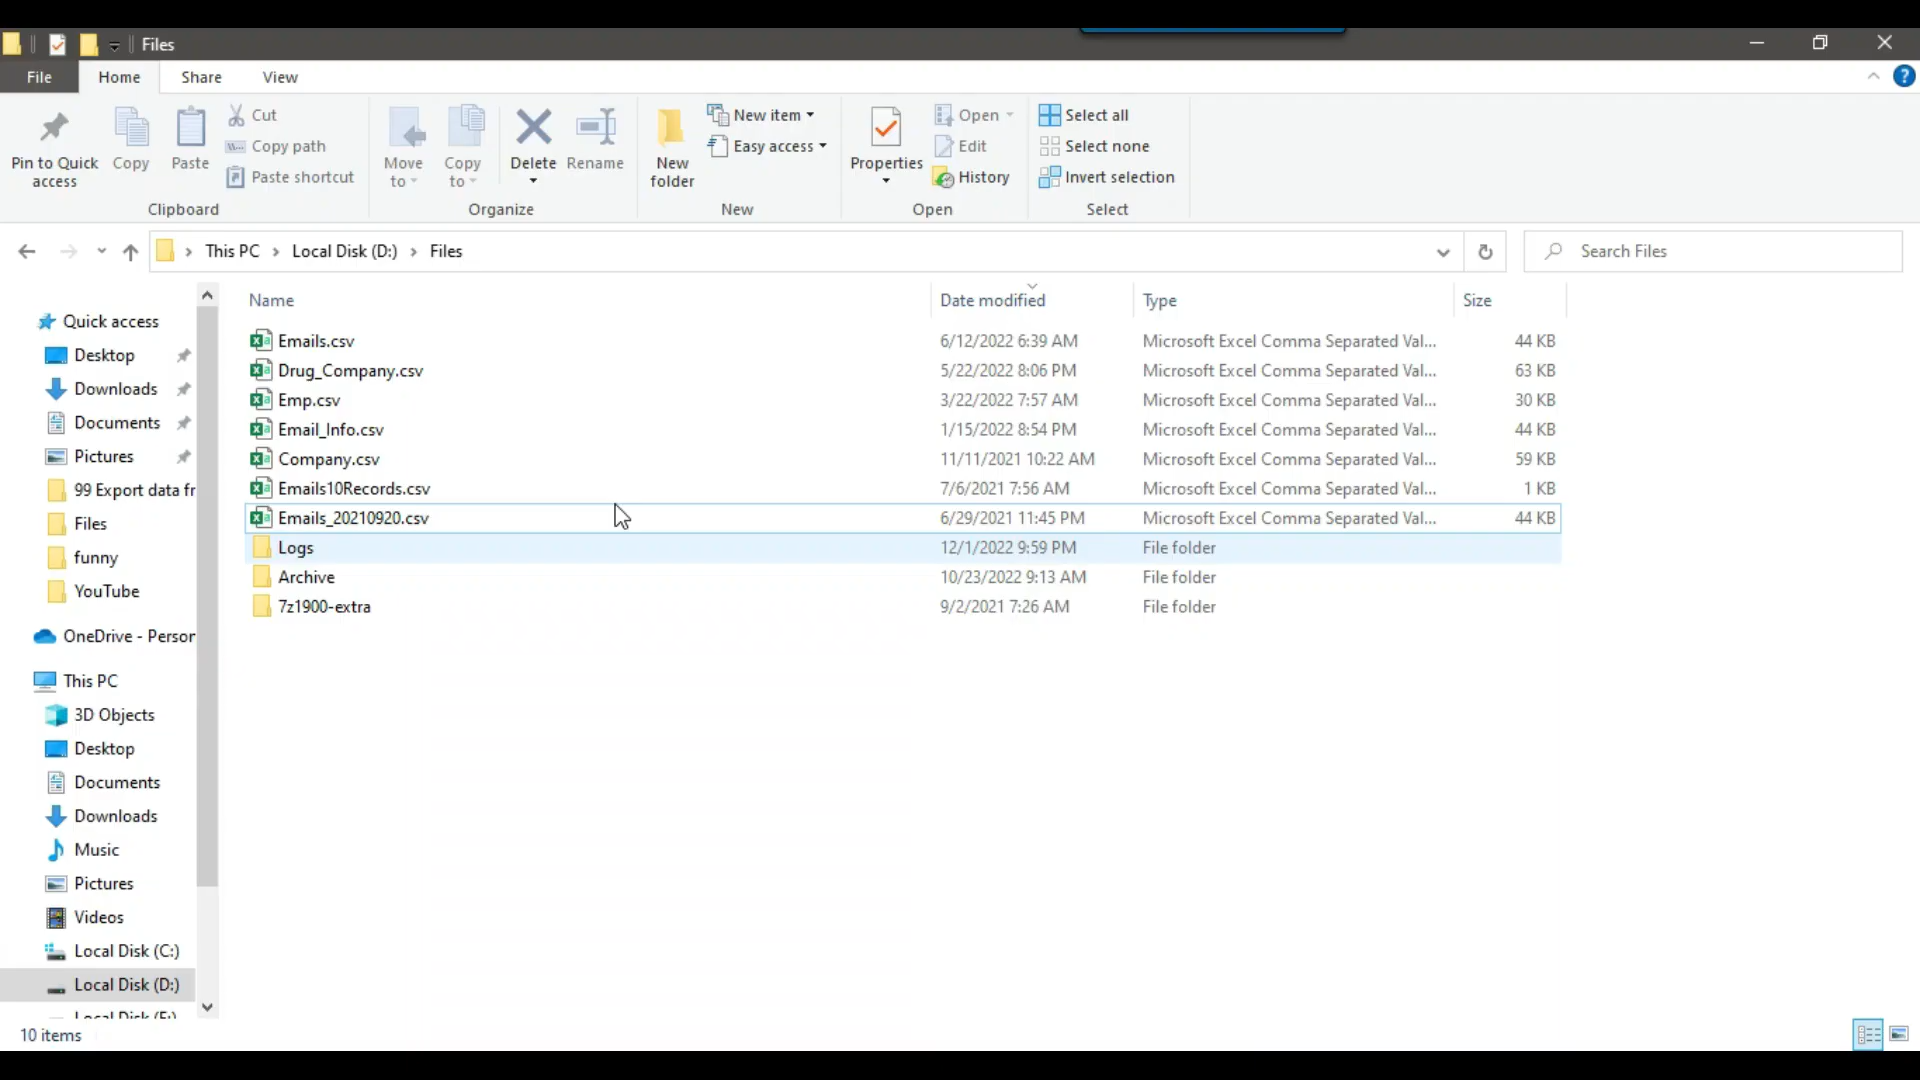 Files
File Home Share View
Pin to Quick access
Copy
Paste
Cut
Copy path
Paste shortcut
Clipboard
Move to
Copy to
Delete
Rename
Organize
New folder
New item
Easy access
New
Properties
Open
Edit
History
Open
Select all
Select none
Invert selection
Select
This PC > Local Disk (D:) > Files
Search Files
Quick access
Desktop
Downloads
Documents
Pictures
99 Export data fr
Files
funny
YouTube
OneDrive - Person
This PC
3D Objects
Desktop
Documents
Downloads
Music
Pictures
Videos
Local Disk (C:)
Local Disk (D:)
Name Date modified Type Size
Emails.csv 6/12/2022 6:39 AM Microsoft Excel Comma Separated Val... 44 KB
Drug_Company.csv 5/22/2022 8:06 PM Microsoft Excel Comma Separated Val... 63 KB
Emp.csv 3/22/2022 7:57 AM Microsoft Excel Comma Separated Val... 30 KB
Email_Info.csv 1/15/2022 8:54 PM Microsoft Excel Comma Separated Val... 44 KB
Company.csv 11/11/2021 10:22 AM Microsoft Excel Comma Separated Val... 59 KB
Emails10Records.csv 7/6/2021 7:56 AM Microsoft Excel Comma Separated Val... 1 KB
Emails_20210920.csv 6/29/2021 11:45 PM Microsoft Excel Comma Separated Val... 44 KB
Logs 12/1/2022 9:59 PM File folder
Archive 10/23/2022 9:13 AM File folder
7z1900-extra 9/2/2021 7:26 AM File folder
10 items